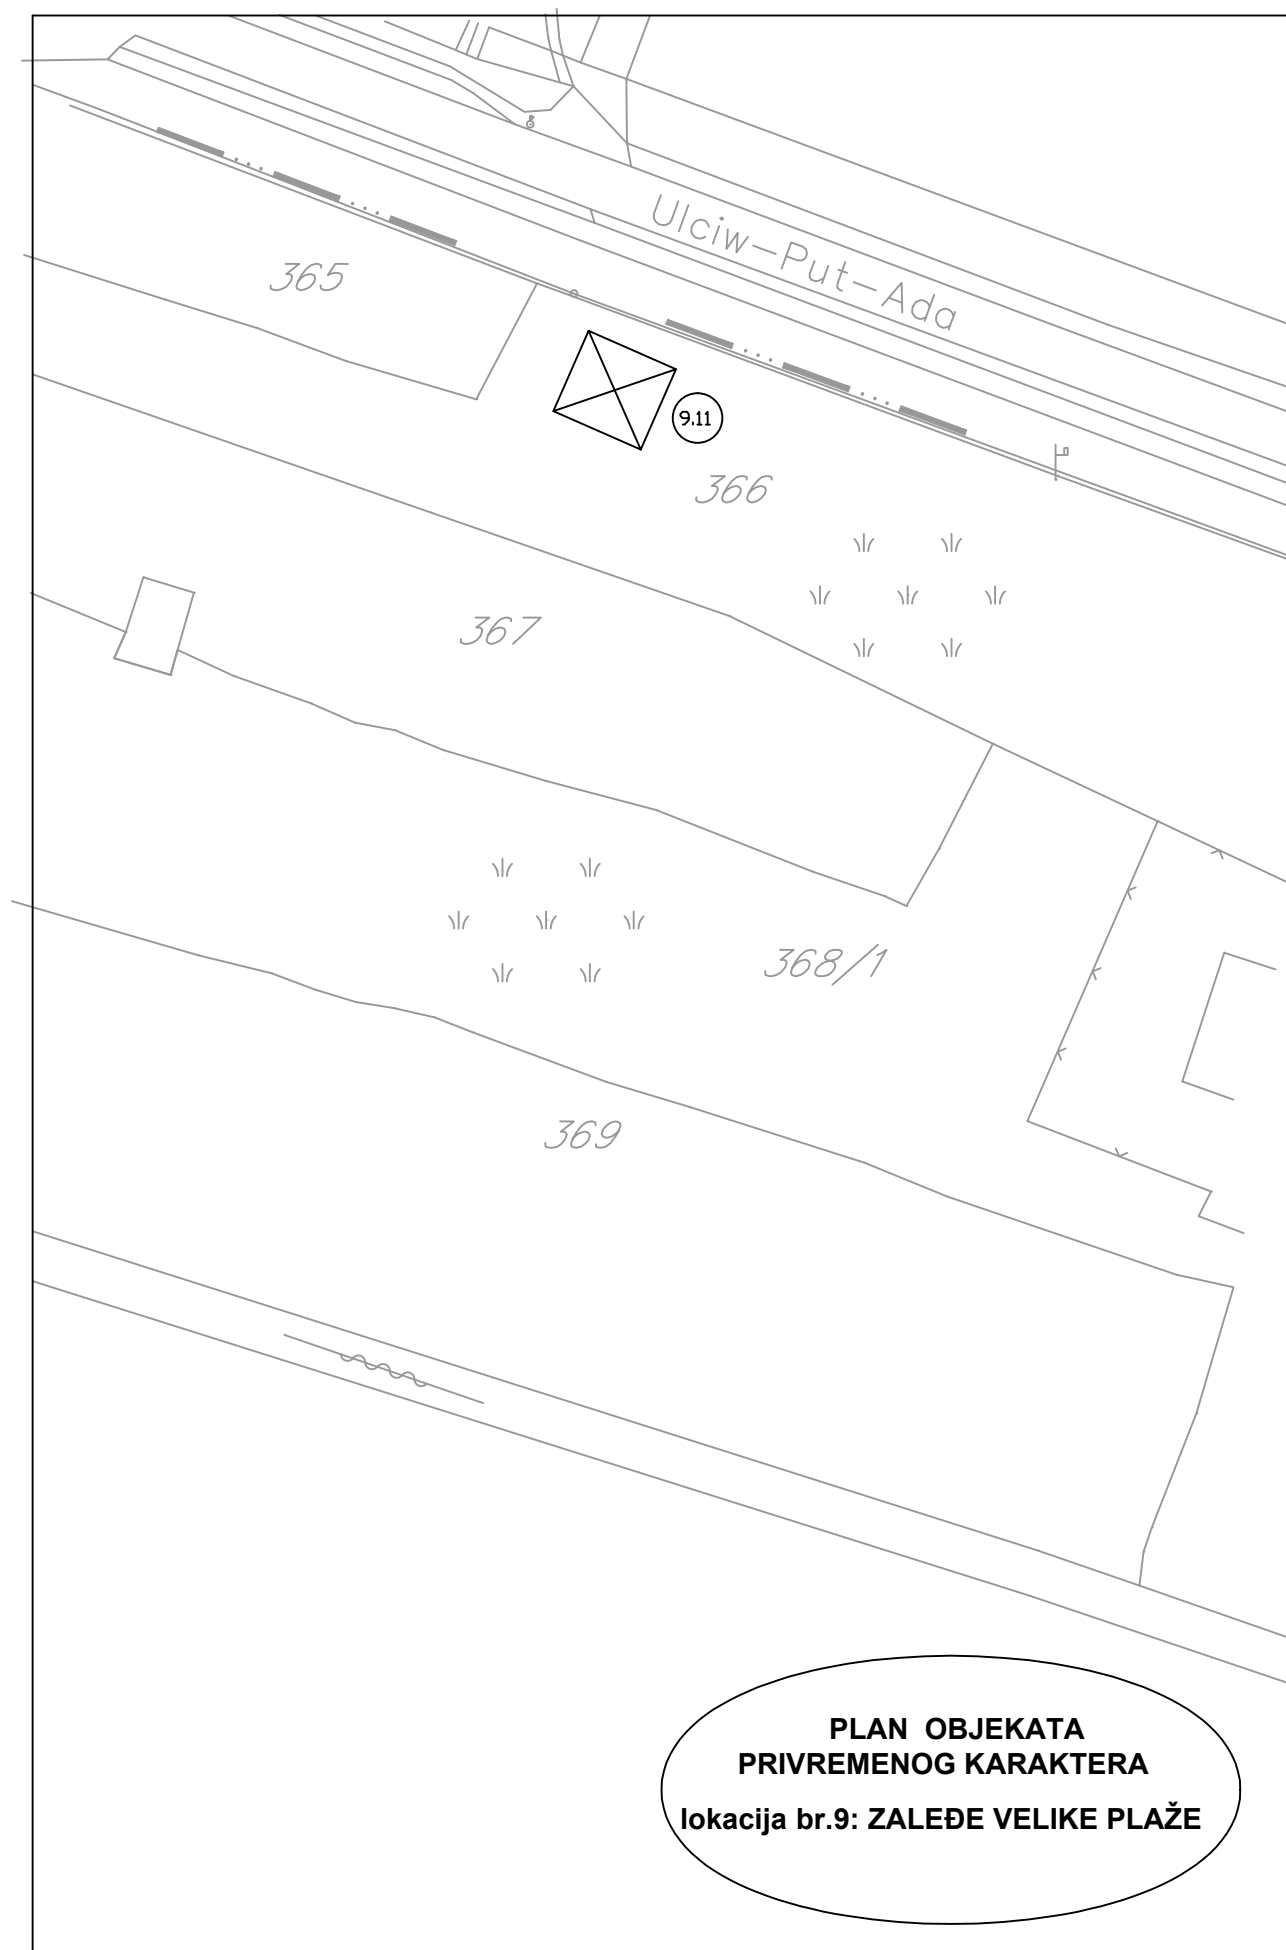 Ulciw-Put-Ada
365
9.11
366
367
368/1
369
PLAN OBJEKATA
PRIVREMENOG KARAKTERA
lokacija br.9: ZALEĐE VELIKE PLAŽE